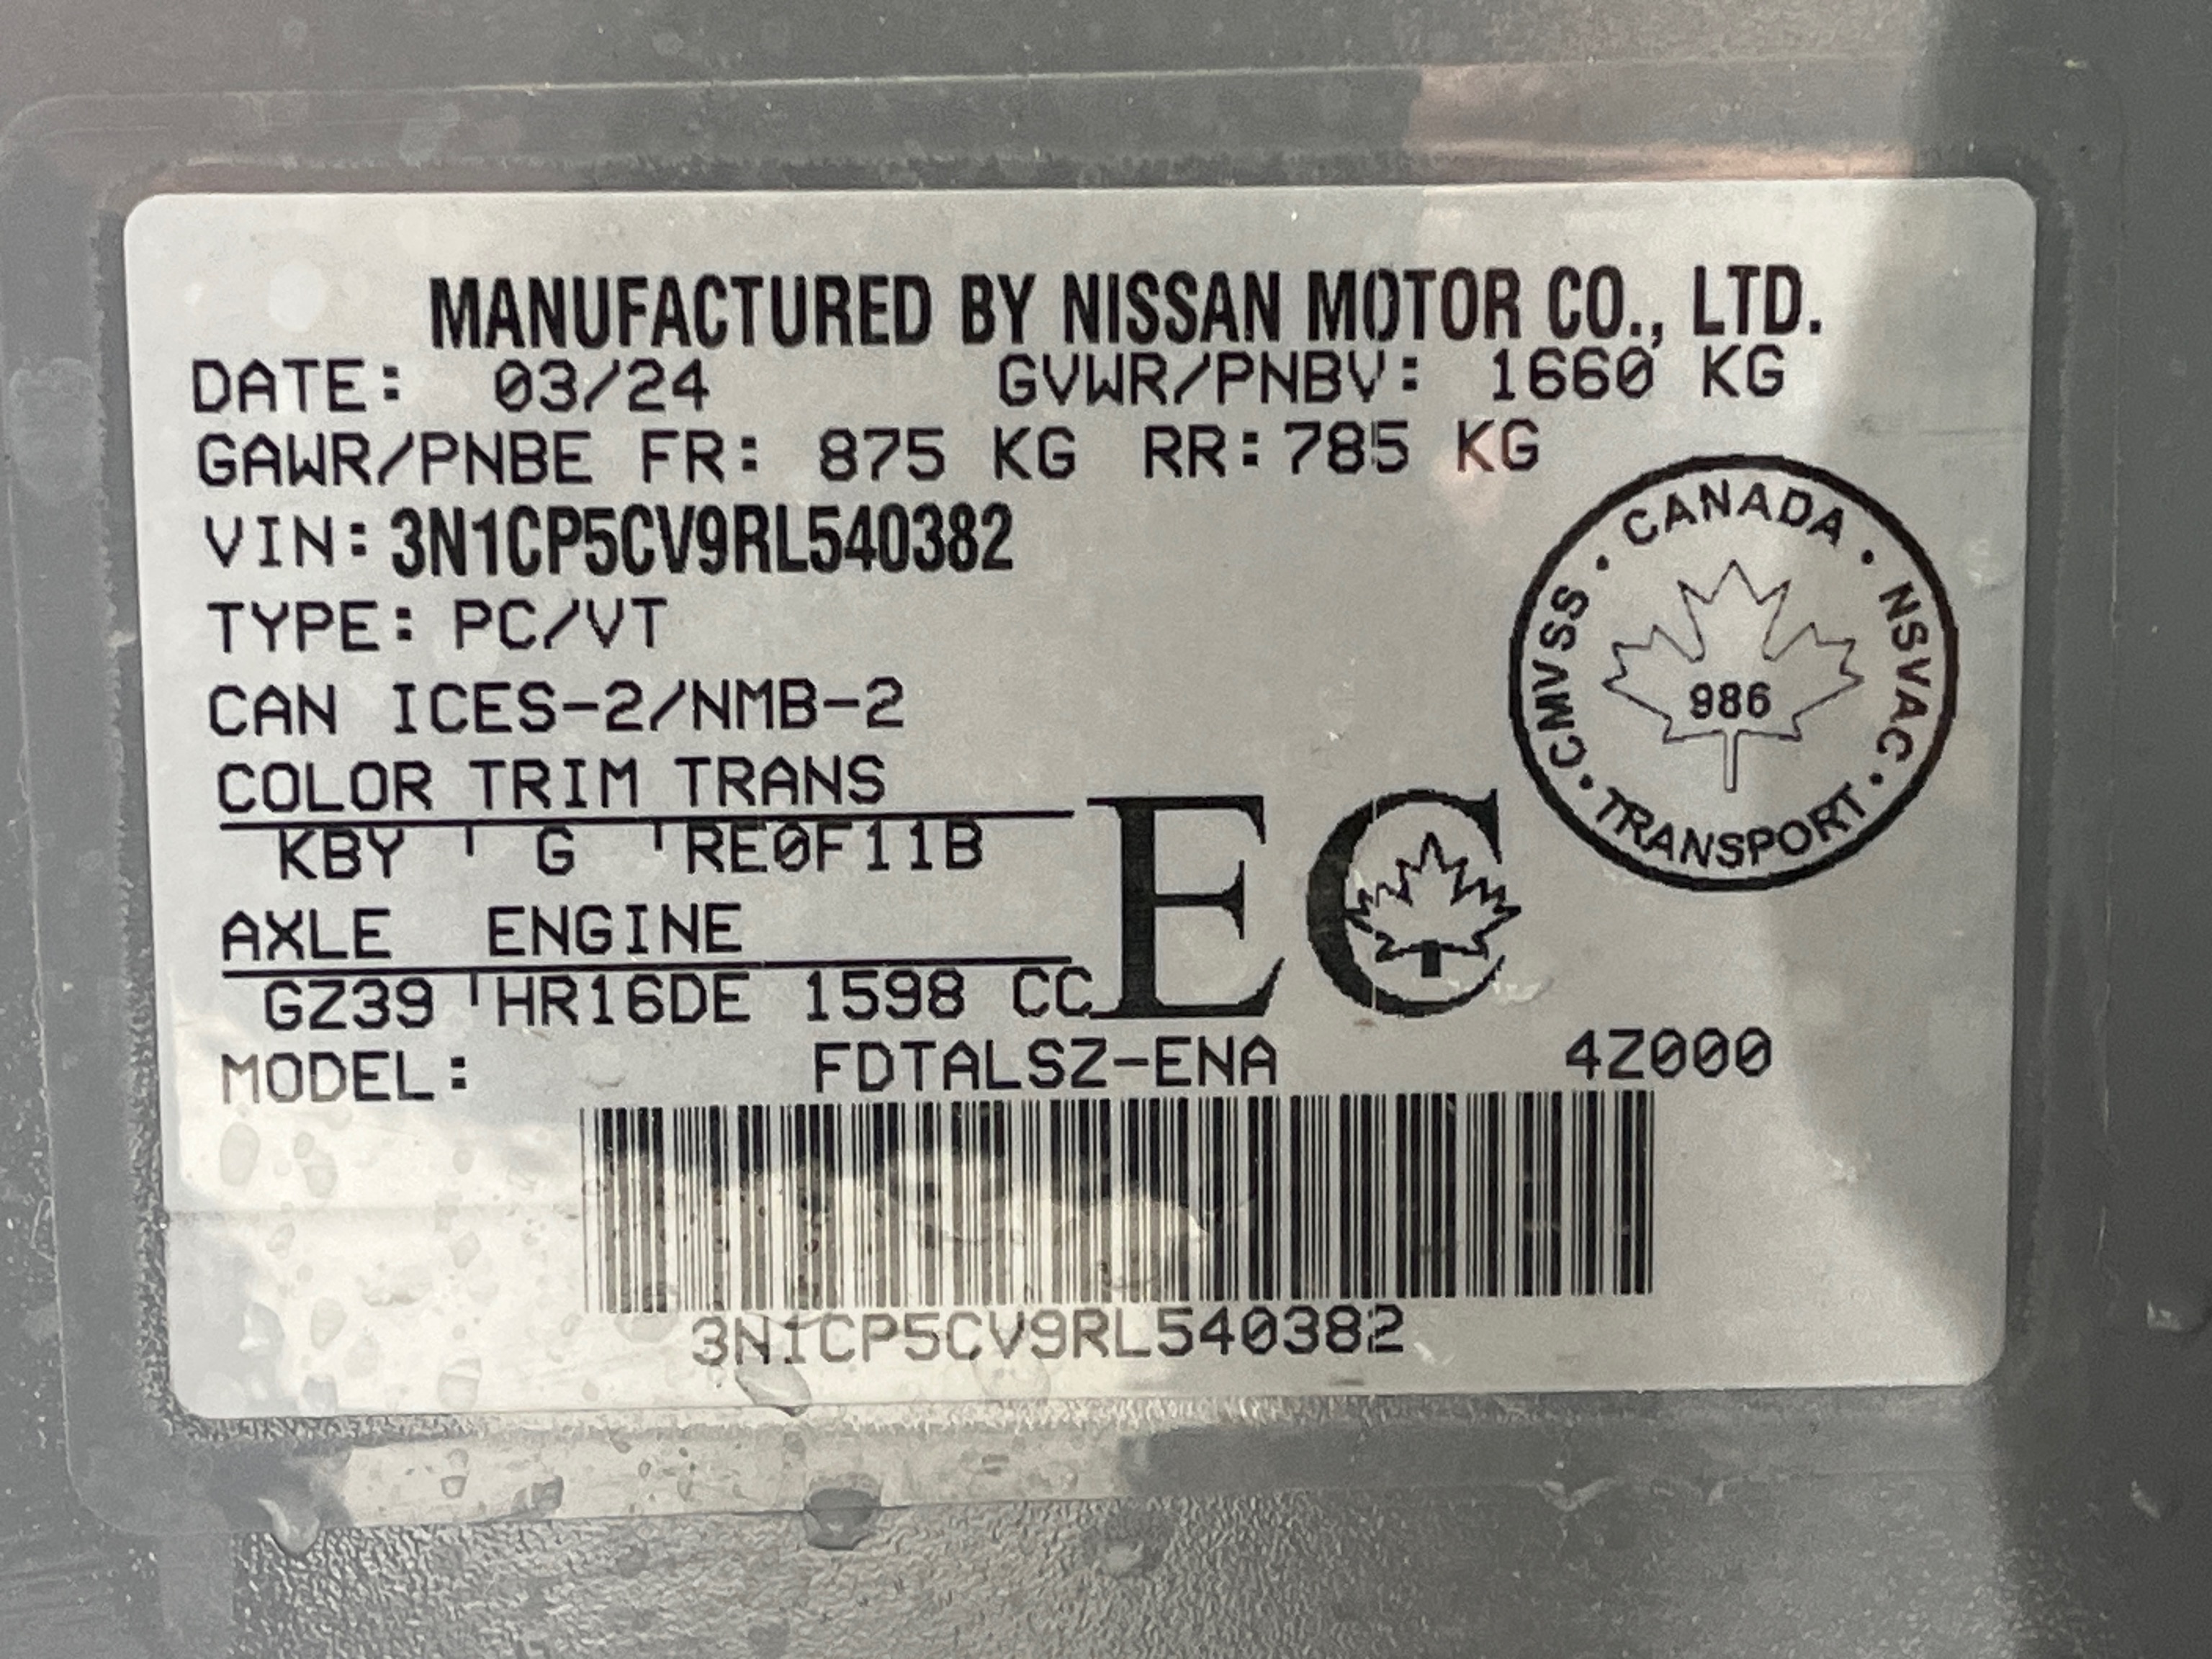 MANUFACTURED BY NISSAN MOTOR CO., LTD.
DATE: 03/24 GVWR/PNBV: 1660 KG
GAWR/PNBE FR: 875 KG RR: 785 KG
VIN: 3N1CP5CV9RL540382
TYPE: PC/VT
CAN ICES-2/NMB-2
COLOR TRIM TRANS
KBY G RE0F11B
AXLE ENGINE
GZ39 HR16DE 1598 CC
EC
CANADA • NSVAC • TRANSPORT • CMVSS •
986
MODEL: FDTALSZ-ENA 4Z000
3N1CP5CV9RL540382